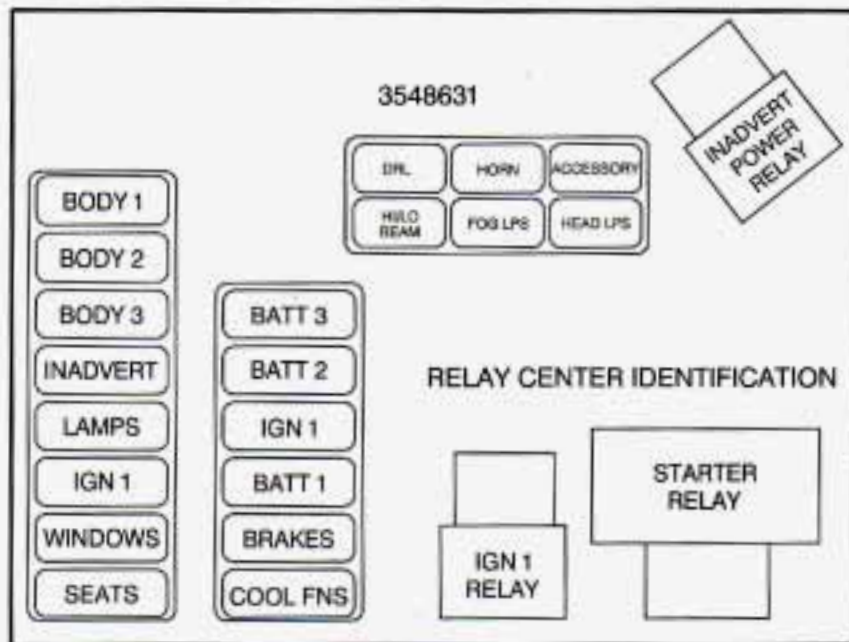 3548631
INADVERT
POWER
RELAY
DRL
HORN
ACCESSORY
HI/LO
BEAM
FOG LPS
HEAD LPS
BODY 1
BODY 2
BODY 3
INADVERT
LAMPS
IGN 1
WINDOWS
SEATS
BATT 3
BATT 2
IGN 1
BATT 1
BRAKES
COOL FNS
RELAY CENTER IDENTIFICATION
IGN 1
RELAY
STARTER
RELAY